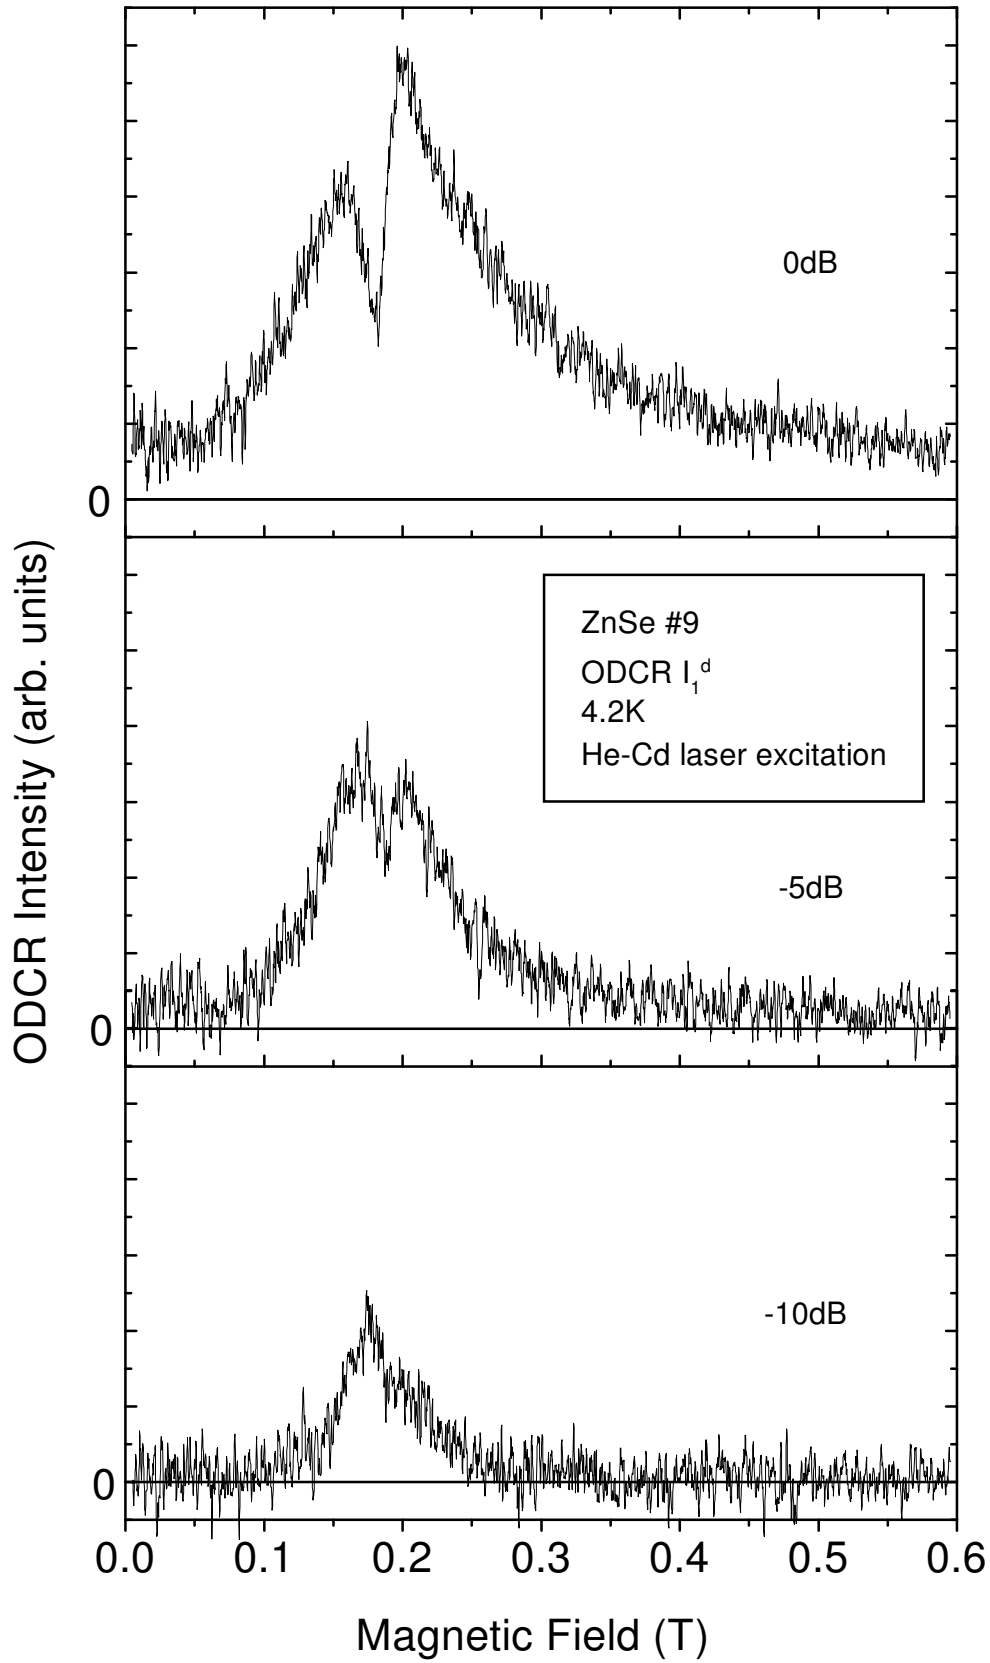 ODCR Intensity (arb. units)
0dB
0
ZnSe #9
ODCR I₁ᵈ
4.2K
He-Cd laser excitation
-5dB
0
-10dB
0
0.0 0.1 0.2 0.3 0.4 0.5 0.6
Magnetic Field (T)